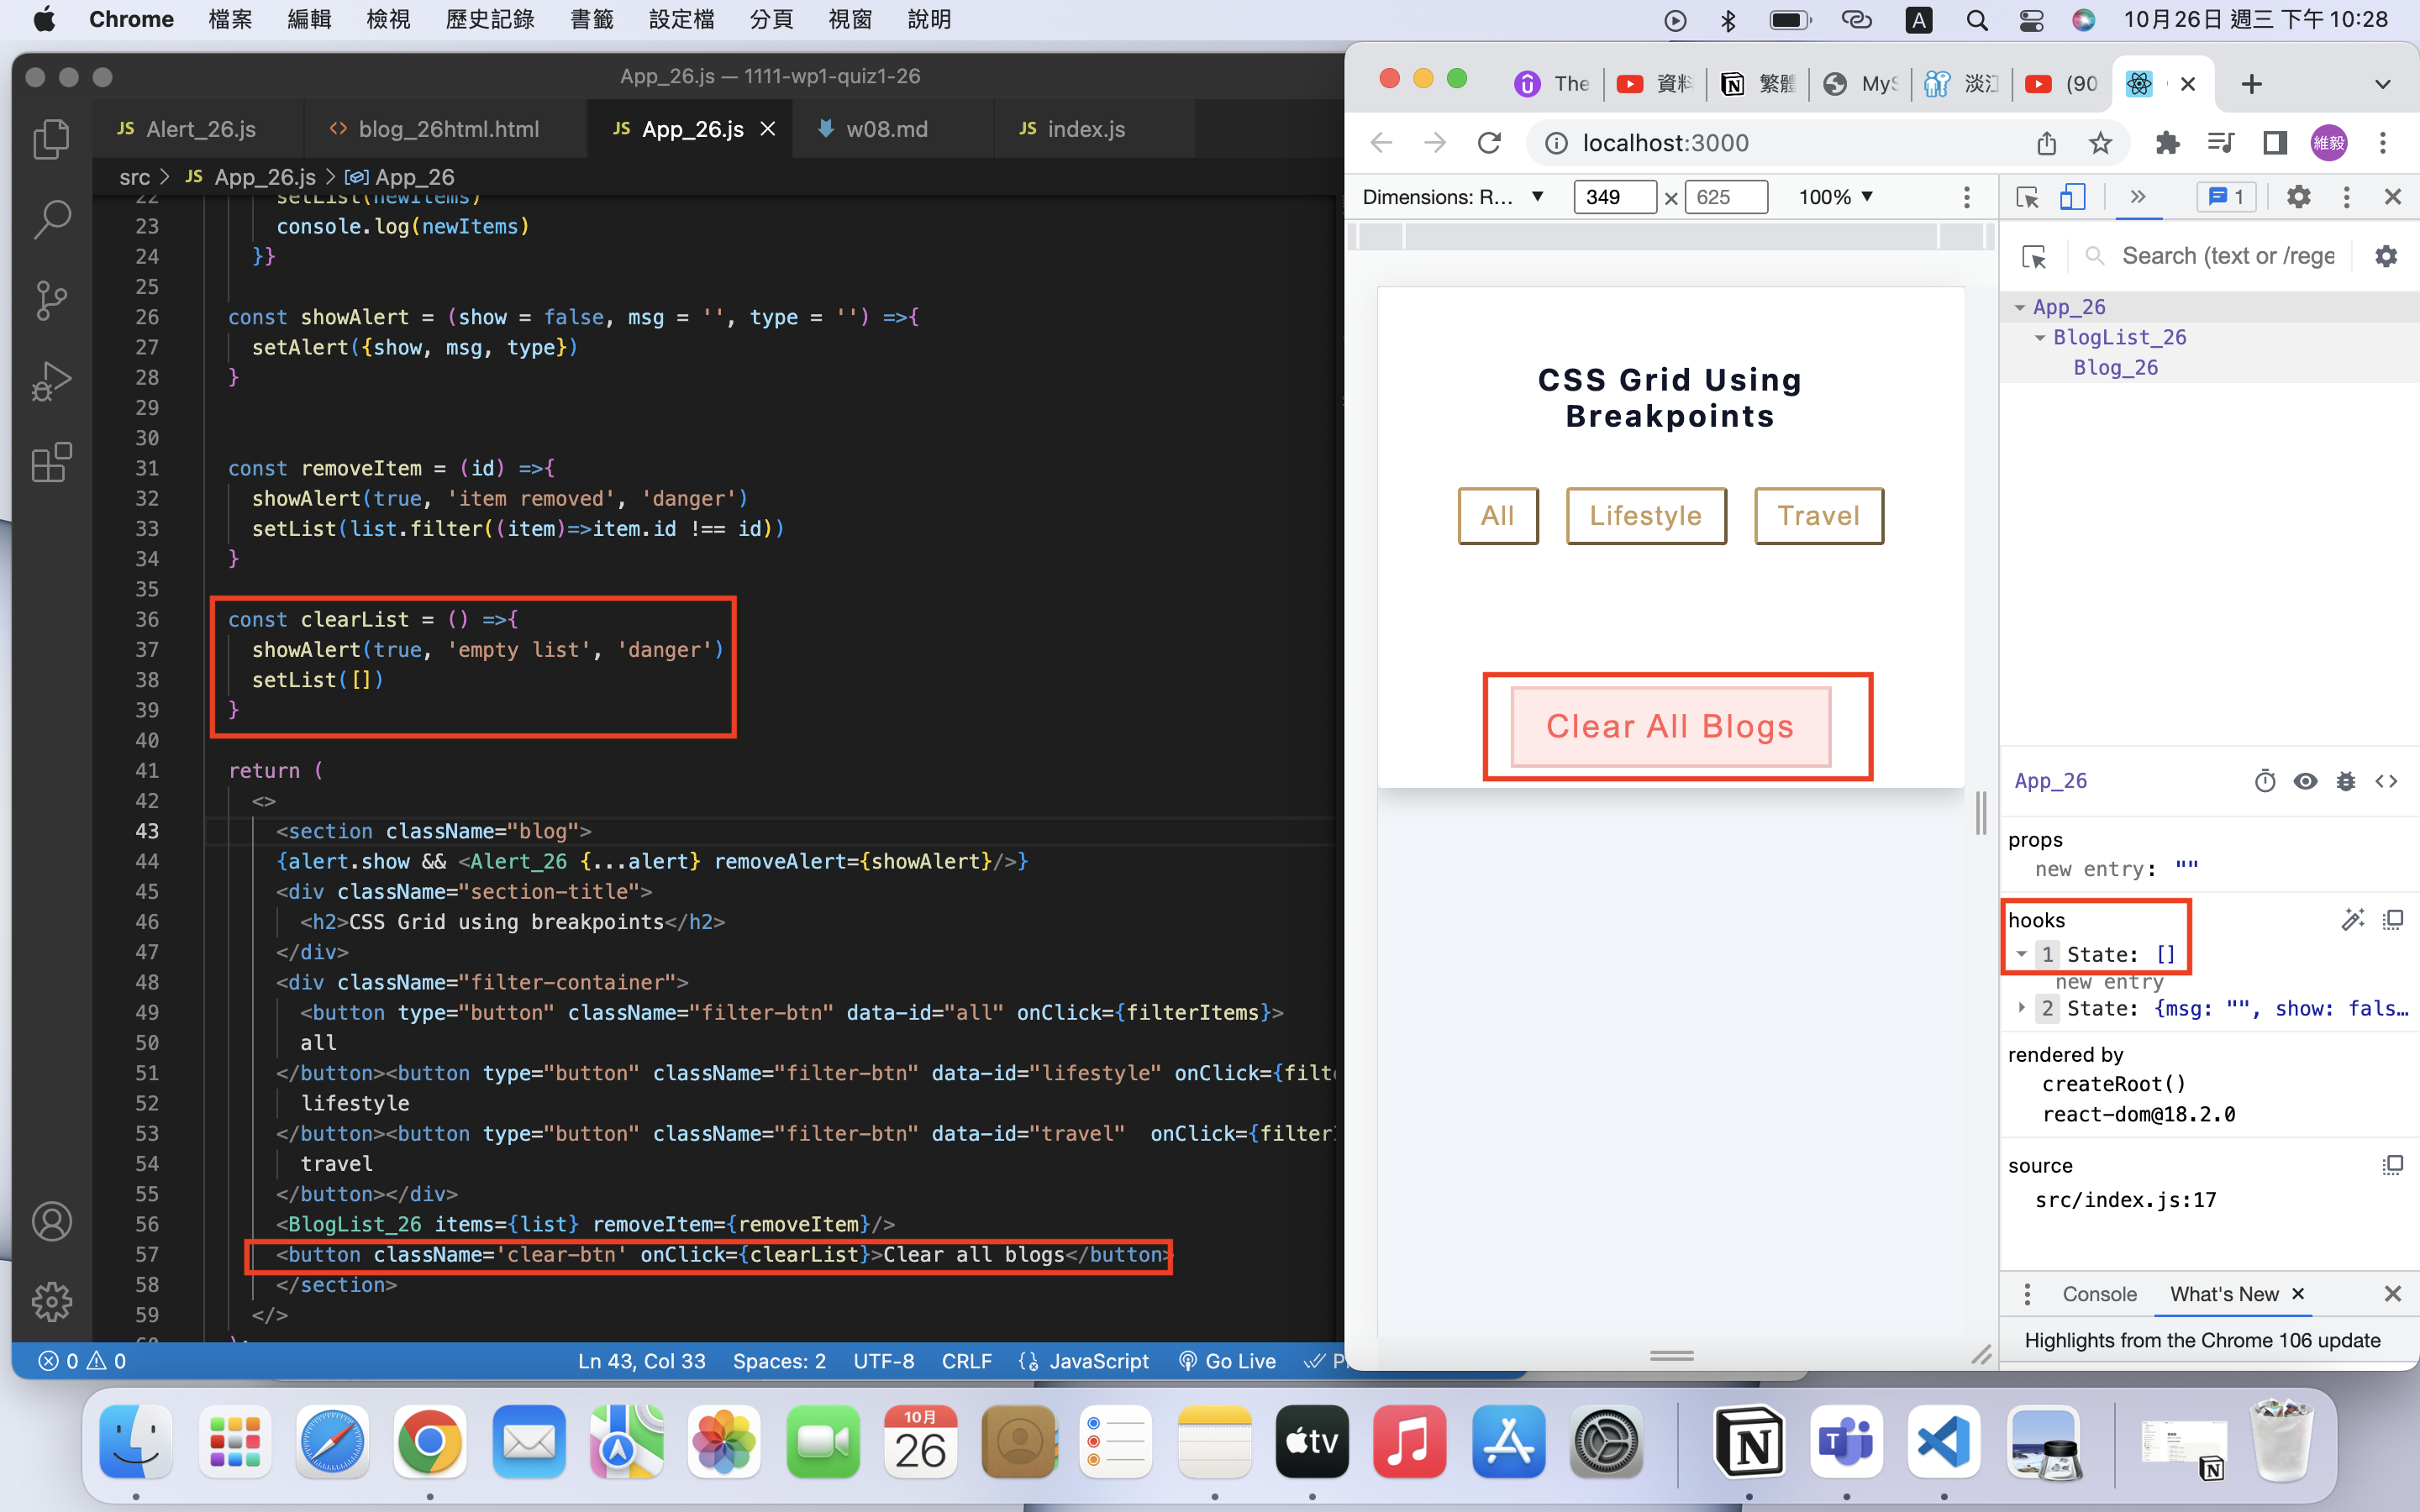 Chrome 檔案 編輯 檢視 歷史記錄 書籤 設定檔 分頁 視窗 說明
A 10月26日 週三 下午 10:28
App_26.js — 1111-wp1-quiz1-26
JS Alert_26.js <> blog_26html.html JS App_26.js w08.md JS index.js
src > JS App_26.js > App_26
22 setList(newItems)
23 console.log(newItems)
24 }}
25
26 const showAlert = (show = false, msg = '', type = '') =>{
27 setAlert({show, msg, type})
28 }
29
30
31 const removeItem = (id) =>{
32 showAlert(true, 'item removed', 'danger')
33 setList(list.filter((item)=>item.id !== id))
34 }
35
36 const clearList = () =>{
37 showAlert(true, 'empty list', 'danger')
38 setList([])
39 }
40
41 return (
42 <>
43 <section className="blog">
44 {alert.show && <Alert_26 {...alert} removeAlert={showAlert}/>}
45 <div className="section-title">
46 <h2>CSS Grid using breakpoints</h2>
47 </div>
48 <div className="filter-container">
49 <button type="button" className="filter-btn" data-id="all" onClick={filterItems}>
50 all
51 </button><button type="button" className="filter-btn" data-id="lifestyle" onClick={filt
52 lifestyle
53 </button><button type="button" className="filter-btn" data-id="travel" onClick={filter
54 travel
55 </button></div>
56 <BlogList_26 items={list} removeItem={removeItem}/>
57 <button className='clear-btn' onClick={clearList}>Clear all blogs</button>
58 </section>
59 </>
0 0 Ln 43, Col 33 Spaces: 2 UTF-8 CRLF JavaScript Go Live
The 資料 繁體 MyS 淡江 (90
localhost:3000
維毅
Dimensions: R... 349 × 625 100%
1
CSS Grid Using
Breakpoints
All Lifestyle Travel
Clear All Blogs
Search (text or /rege
App_26
BlogList_26
Blog_26
App_26
props
new entry: ""
hooks
1 State: []
new entry
2 State: {msg: "", show: fals…
rendered by
createRoot()
react-dom@18.2.0
source
src/index.js:17
Console What's New
Highlights from the Chrome 106 update
10月
26
tv